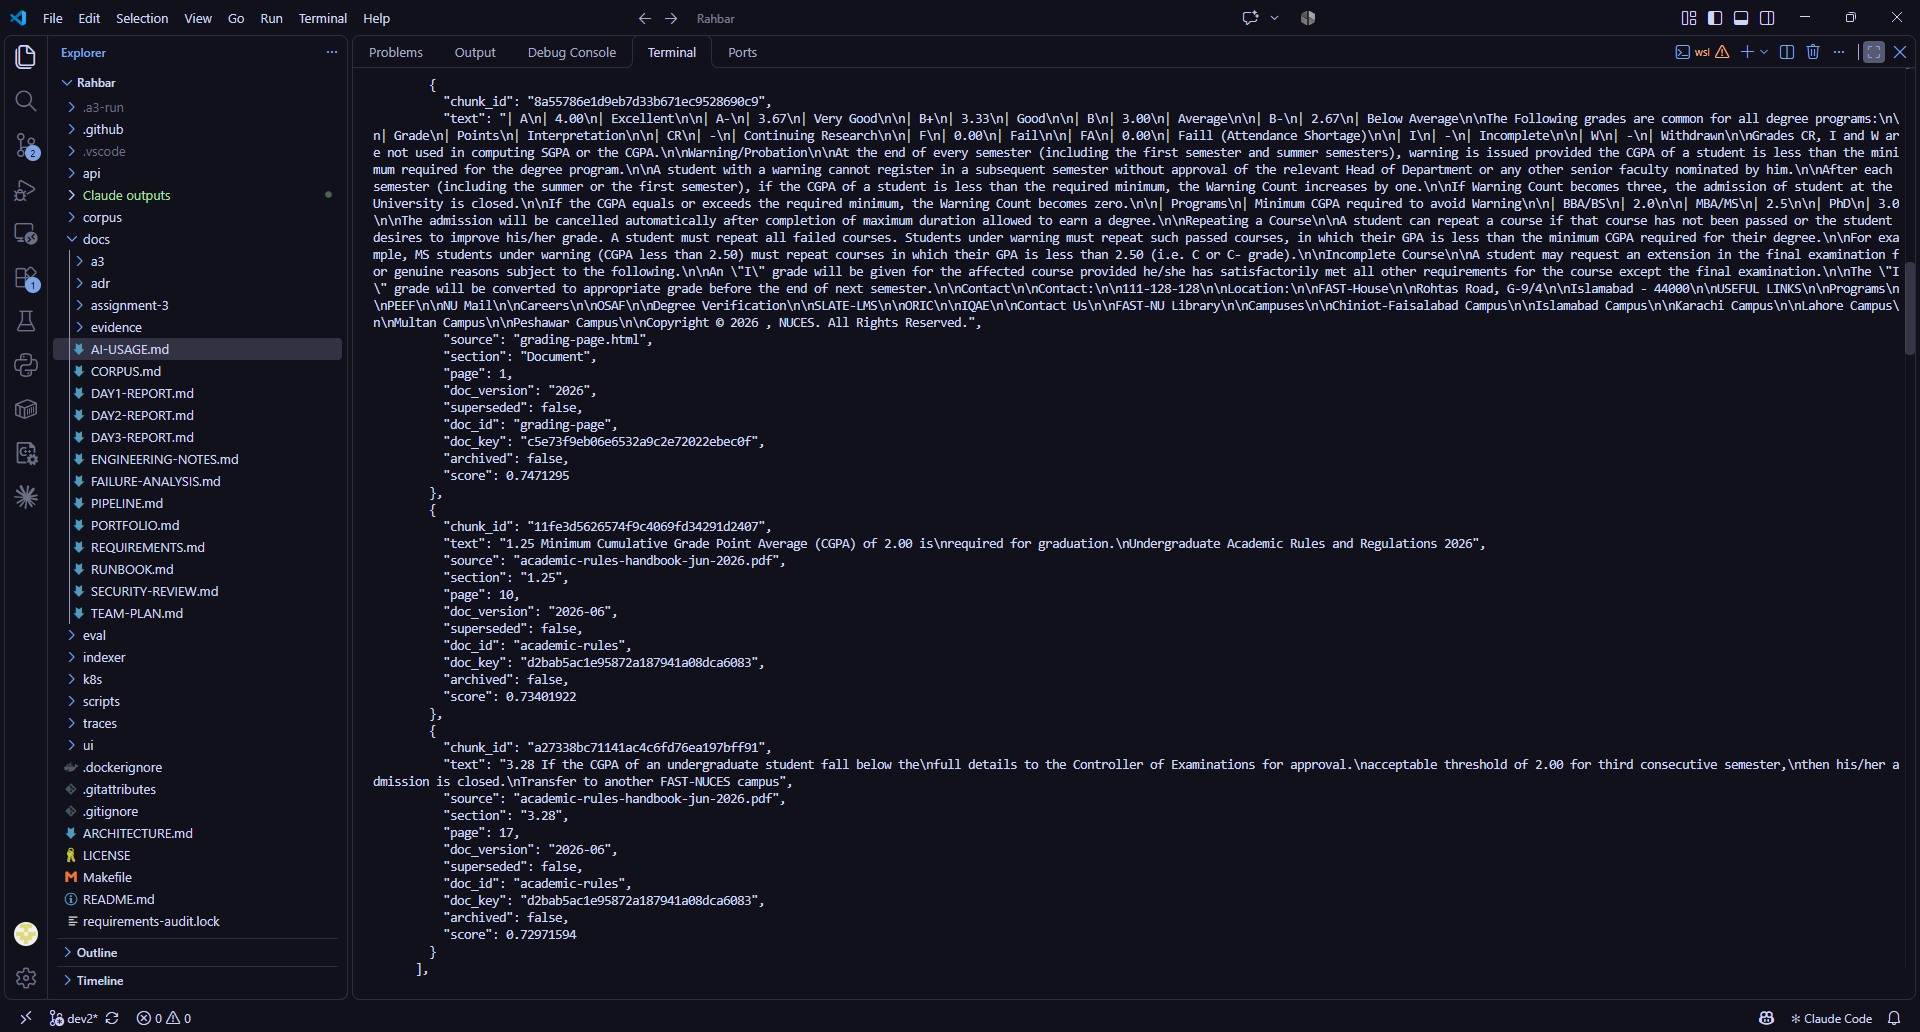 File Edit Selection View Go Run Terminal Help
Rahbar
Explorer
Rahbar
.a3-run
.github
.vscode
api
Claude outputs
corpus
docs
a3
adr
assignment-3
evidence
AI-USAGE.md
CORPUS.md
DAY1-REPORT.md
DAY2-REPORT.md
DAY3-REPORT.md
ENGINEERING-NOTES.md
FAILURE-ANALYSIS.md
PIPELINE.md
PORTFOLIO.md
REQUIREMENTS.md
RUNBOOK.md
SECURITY-REVIEW.md
TEAM-PLAN.md
eval
indexer
k8s
scripts
traces
ui
.dockerignore
.gitattributes
.gitignore
ARCHITECTURE.md
LICENSE
Makefile
README.md
requirements-audit.lock
Outline
Timeline
2
1
Problems Output Debug Console Terminal Ports
wsl
{
"chunk_id": "8a55786e1d9eb7d33b671ec9528690c9",
"text": "| A\n| 4.00\n| Excellent\n\n| A-\n| 3.67\n| Very Good\n\n| B+\n| 3.33\n| Good\n\n| B\n| 3.00\n| Average\n\n| B-\n| 2.67\n| Below Average\n\nThe Following grades are common for all degree programs:\n\
n| Grade\n| Points\n| Interpretation\n\n| CR\n| -\n| Continuing Research\n\n| F\n| 0.00\n| Fail\n\n| FA\n| 0.00\n| Faill (Attendance Shortage)\n\n| I\n| -\n| Incomplete\n\n| W\n| -\n| Withdrawn\n\nGrades CR, I and W ar
e not used in computing SGPA or the CGPA.\n\nWarning/Probation\n\nAt the end of every semester (including the first semester and summer semesters), warning is issued provided the CGPA of a student is less than the mini
mum required for the degree program.\n\nA student with a warning cannot register in a subsequent semester without approval of the relevant Head of Department or any other senior faculty nominated by him.\n\nAfter each
semester (including the summer or the first semester), if the CGPA of a student is less than the required minimum, the Warning Count increases by one.\n\nIf Warning Count becomes three, the admission of student at the
University is closed.\n\nIf the CGPA equals or exceeds the required minimum, the Warning Count becomes zero.\n\n| Programs\n| Minimum CGPA required to avoid Warning\n\n| BBA/BS\n| 2.0\n\n| MBA/MS\n| 2.5\n\n| PhD\n| 3.0
\n\nThe admission will be cancelled automatically after completion of maximum duration allowed to earn a degree.\n\nRepeating a Course\n\nA student can repeat a course if that course has not been passed or the student
desires to improve his/her grade. A student must repeat all failed courses. Students under warning must repeat such passed courses, in which their GPA is less than the minimum CGPA required for their degree.\n\nFor exa
mple, MS students under warning (CGPA less than 2.50) must repeat courses in which their GPA is less than 2.50 (i.e. C or C- grade).\n\nIncomplete Course\n\nA student may request an extension in the final examination f
or genuine reasons subject to the following.\n\nAn \"I\" grade will be given for the affected course provided he/she has satisfactorily met all other requirements for the course except the final examination.\n\nThe \"I
\" grade will be converted to appropriate grade before the end of next semester.\n\nContact\n\nContact:\n\n111-128-128\n\nLocation:\n\nFAST-House\n\nRohtas Road, G-9/4\n\nIslamabad - 44000\n\nUSEFUL LINKS\n\nPrograms\n
\nPEEF\n\nNU Mail\n\nCareers\n\nOSAF\n\nDegree Verification\n\nSLATE-LMS\n\nORIC\n\nIQAE\n\nContact Us\n\nFAST-NU Library\n\nCampuses\n\nChiniot-Faisalabad Campus\n\nIslamabad Campus\n\nKarachi Campus\n\nLahore Campus\
n\nMultan Campus\n\nPeshawar Campus\n\nCopyright © 2026 , NUCES. All Rights Reserved.",
"source": "grading-page.html",
"section": "Document",
"page": 1,
"doc_version": "2026",
"superseded": false,
"doc_id": "grading-page",
"doc_key": "c5e73f9eb06e6532a9c2e72022ebec0f",
"archived": false,
"score": 0.7471295
},
{
"chunk_id": "11fe3d5626574f9c4069fd34291d2407",
"text": "1.25 Minimum Cumulative Grade Point Average (CGPA) of 2.00 is\nrequired for graduation.\nUndergraduate Academic Rules and Regulations 2026",
"source": "academic-rules-handbook-jun-2026.pdf",
"section": "1.25",
"page": 10,
"doc_version": "2026-06",
"superseded": false,
"doc_id": "academic-rules",
"doc_key": "d2bab5ac1e95872a187941a08dca6083",
"archived": false,
"score": 0.73401922
},
{
"chunk_id": "a27338bc71141ac4c6fd76ea197bff91",
"text": "3.28 If the CGPA of an undergraduate student fall below the\nfull details to the Controller of Examinations for approval.\nacceptable threshold of 2.00 for third consecutive semester,\nthen his/her a
dmission is closed.\nTransfer to another FAST-NUCES campus",
"source": "academic-rules-handbook-jun-2026.pdf",
"section": "3.28",
"page": 17,
"doc_version": "2026-06",
"superseded": false,
"doc_id": "academic-rules",
"doc_key": "d2bab5ac1e95872a187941a08dca6083",
"archived": false,
"score": 0.72971594
}
],
dev2* 0 0
Claude Code